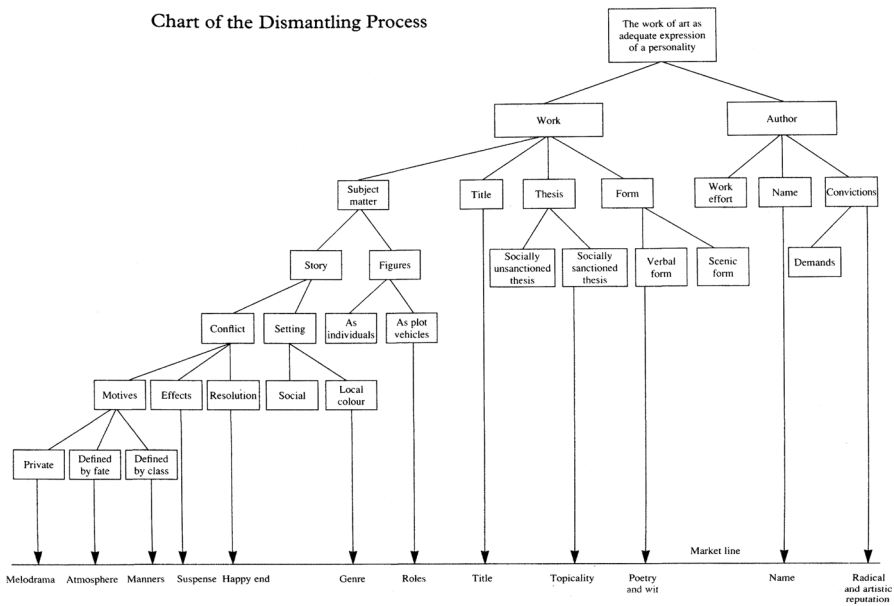 Chart of the Dismantling Process
The work of art as
adequate expression
of a personality
Work
Author
Subject
matter
Title
Thesis
Form
Work
effort
Name
Convictions
Story
Figures
Socially
unsanctioned
thesis
Socially
sanctioned
thesis
Verbal
form
Scenic
form
Demands
Conflict
Setting
As
individuals
As plot
vehicles
Motives
Effects
Resolution
Social
Local
colour
Private
Defined
by fate
Defined
by class
Market line
Melodrama
Atmosphere
Manners
Suspense
Happy end
Genre
Roles
Title
Topicality
Poetry
and wit
Name
Radical
and artistic
reputation